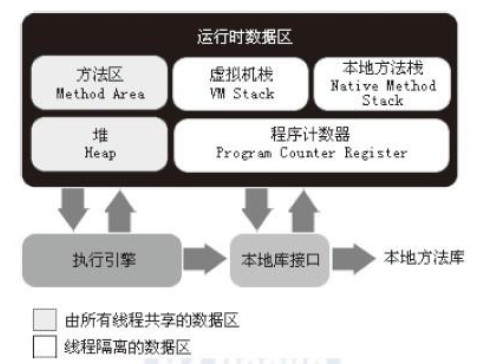 运行时数据区
方法区
Method Area
虚拟机栈
VM Stack
本地方法栈
Native Method
Stack
堆
Heap
程序计数器
Program Counter Register
执行引擎
本地库接口
本地方法库
由所有线程共享的数据区
线程隔离的数据区